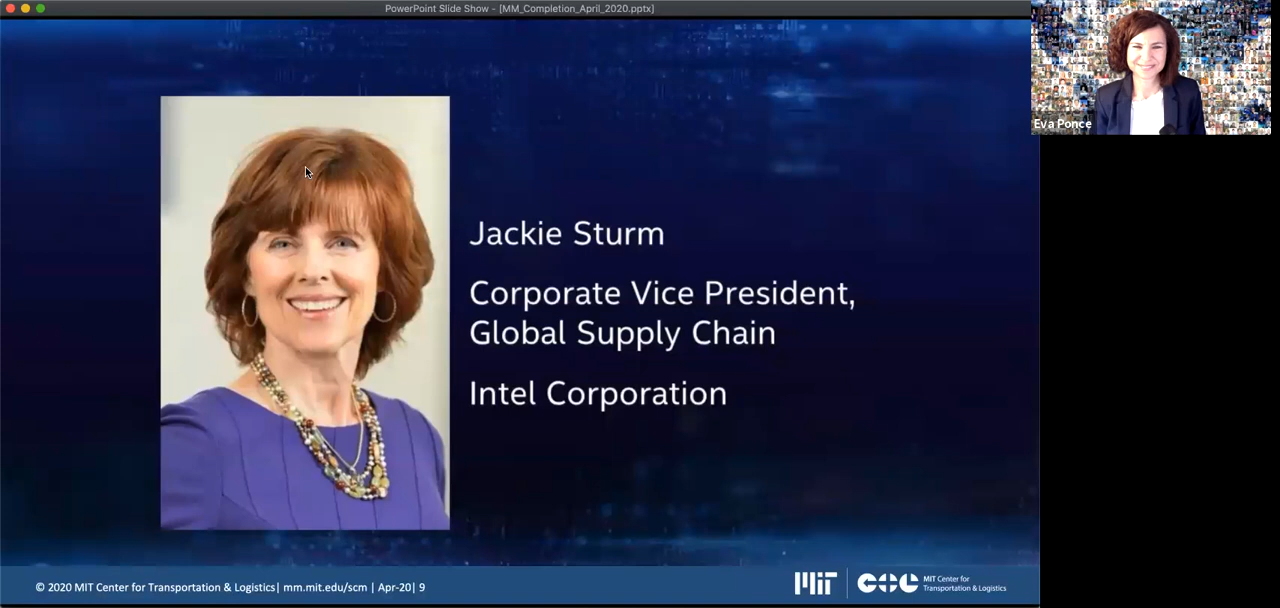 PowerPoint Slide Show - [MM_Completion_April_2020.pptx]
Eva Ponce
Jackie Sturm
Corporate Vice President,
Global Supply Chain
Intel Corporation
© 2020 MIT Center for Transportation & Logistics| mm.mit.edu/scm | Apr-20| 9
MIT
CTL
MIT Center for
Transportation & Logistics